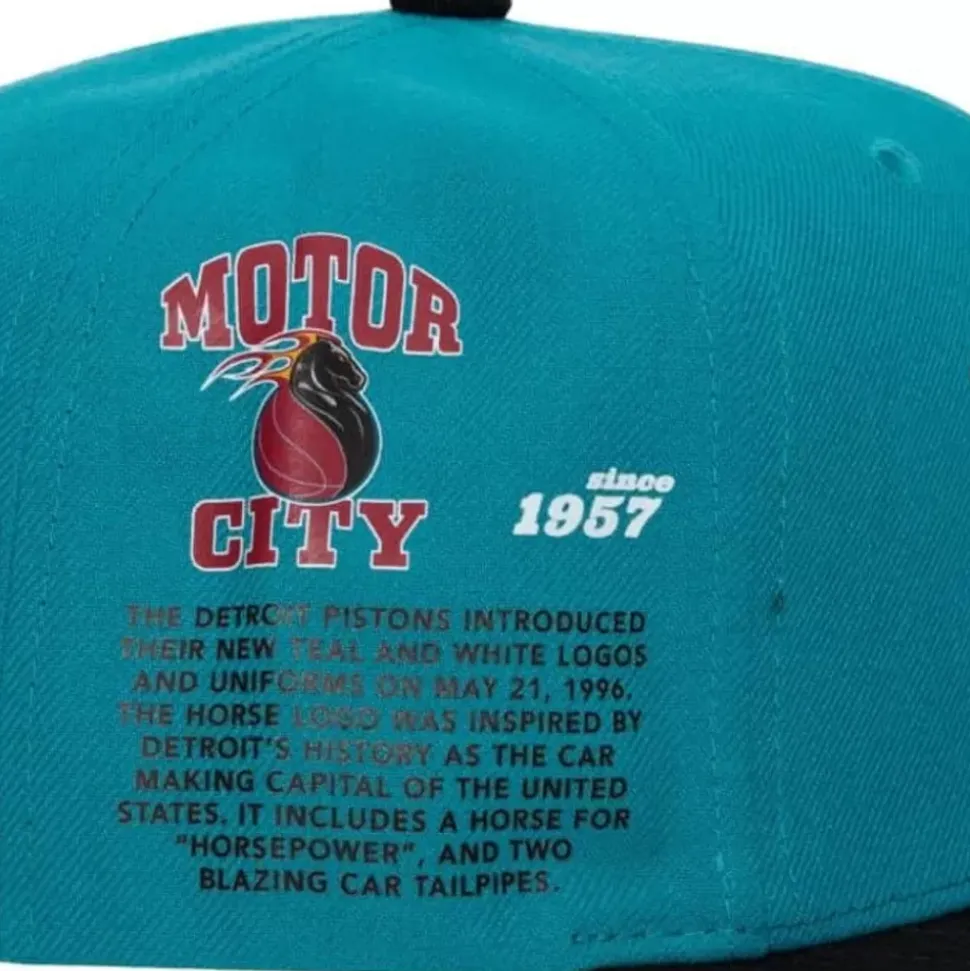 MOTOR
CITY
since
1957
THE DETROIT PISTONS INTRODUCED
THEIR NEW TEAL AND WHITE LOGOS
AND UNIFORMS ON MAY 21, 1996.
THE HORSE LOGO WAS INSPIRED BY
DETROIT'S HISTORY AS THE CAR
MAKING CAPITAL OF THE UNITED
STATES. IT INCLUDES A HORSE FOR
"HORSEPOWER", AND TWO
BLAZING CAR TAILPIPES.